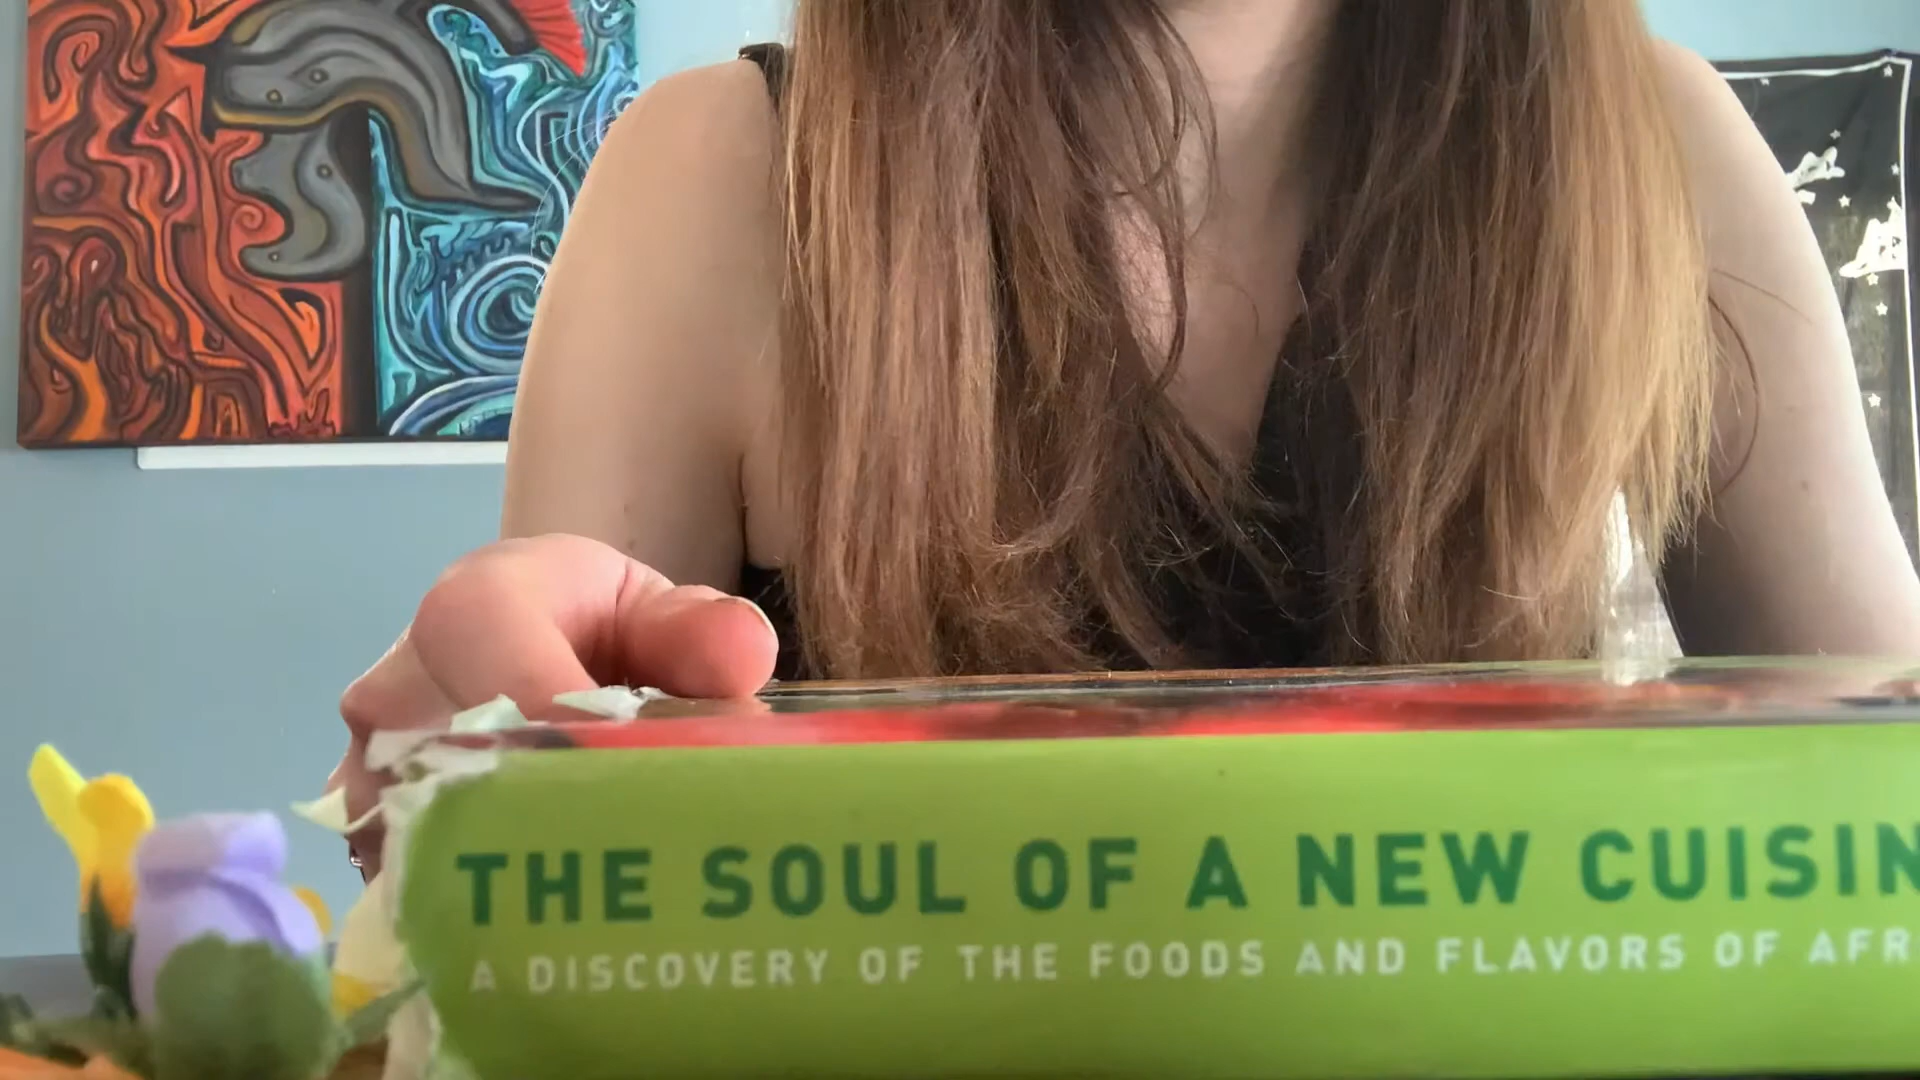 THE SOUL OF A NEW CUISIN
A DISCOVERY OF THE FOODS AND FLAVORS OF AFR